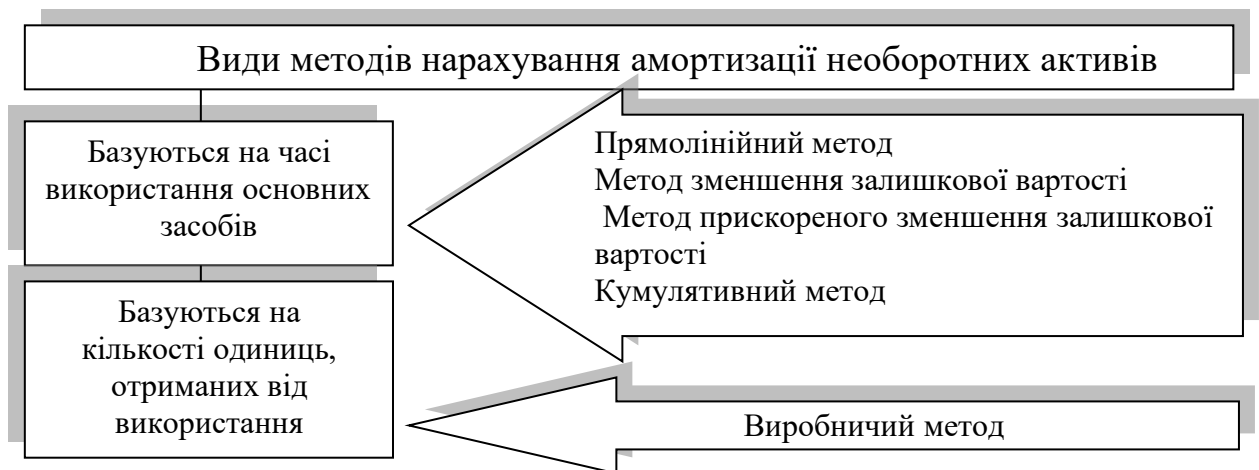 Види методів нарахування амортизації необоротних активів
Базуються на часі
використання основних
засобів
Прямолінійний метод
Метод зменшення залишкової вартості
Метод прискореного зменшення залишкової
вартості
Кумулятивний метод
Базуються на
кількості одиниць,
отриманих від
використання
Виробничий метод